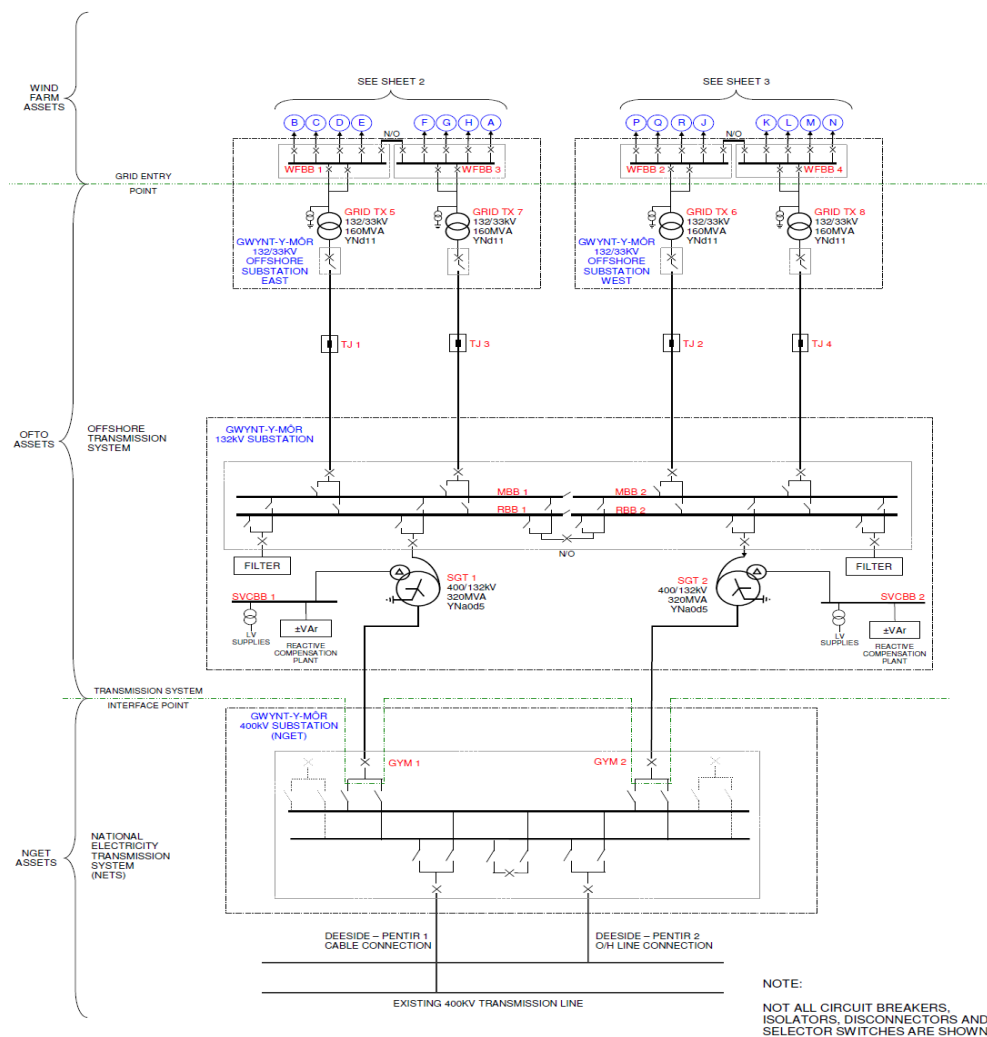 SEE SHEET 2
SEE SHEET 3
WIND
FARM
ASSETS
B C D E F G H A
P Q R J K L M N
N/O
N/O
WFBB 1
WFBB 3
WFBB 2
WFBB 4
GRID ENTRY
POINT
GRID TX 5
132/33kV
160MVA
YNd11
GRID TX 7
132/33kV
160MVA
YNd11
GRID TX 6
132/33kV
160MVA
YNd11
GRID TX 8
132/33kV
160MVA
YNd11
GWYNT-Y-MÔR
132/33KV
OFFSHORE
SUBSTATION
EAST
GWYNT-Y-MÔR
132/33KV
OFFSHORE
SUBSTATION
WEST
TJ 1
TJ 3
TJ 2
TJ 4
OFTO
ASSETS
OFFSHORE
TRANSMISSION
SYSTEM
GWYNT-Y-MÔR
132kV SUBSTATION
MBB 1
MBB 2
RBB 1
RBB 2
N/O
FILTER
FILTER
SGT 1
400/132kV
320MVA
YNa0d5
SGT 2
400/132kV
320MVA
YNa0d5
SVCBB 1
SVCBB 2
LV
SUPPLIES
±VAr
REACTIVE
COMPENSATION
PLANT
LV
SUPPLIES
±VAr
REACTIVE
COMPENSATION
PLANT
TRANSMISSION SYSTEM
INTERFACE POINT
GWYNT-Y-MÔR
400kV SUBSTATION
(NGET)
GYM 1
GYM 2
NGET
ASSETS
NATIONAL
ELECTRICITY
TRANSMISSION
SYSTEM
(NETS)
DEESIDE – PENTIR 1
CABLE CONNECTION
DEESIDE – PENTIR 2
O/H LINE CONNECTION
EXISTING 400KV TRANSMISSION LINE
NOTE:
NOT ALL CIRCUIT BREAKERS,
ISOLATORS, DISCONNECTORS AND
SELECTOR SWITCHES ARE SHOWN